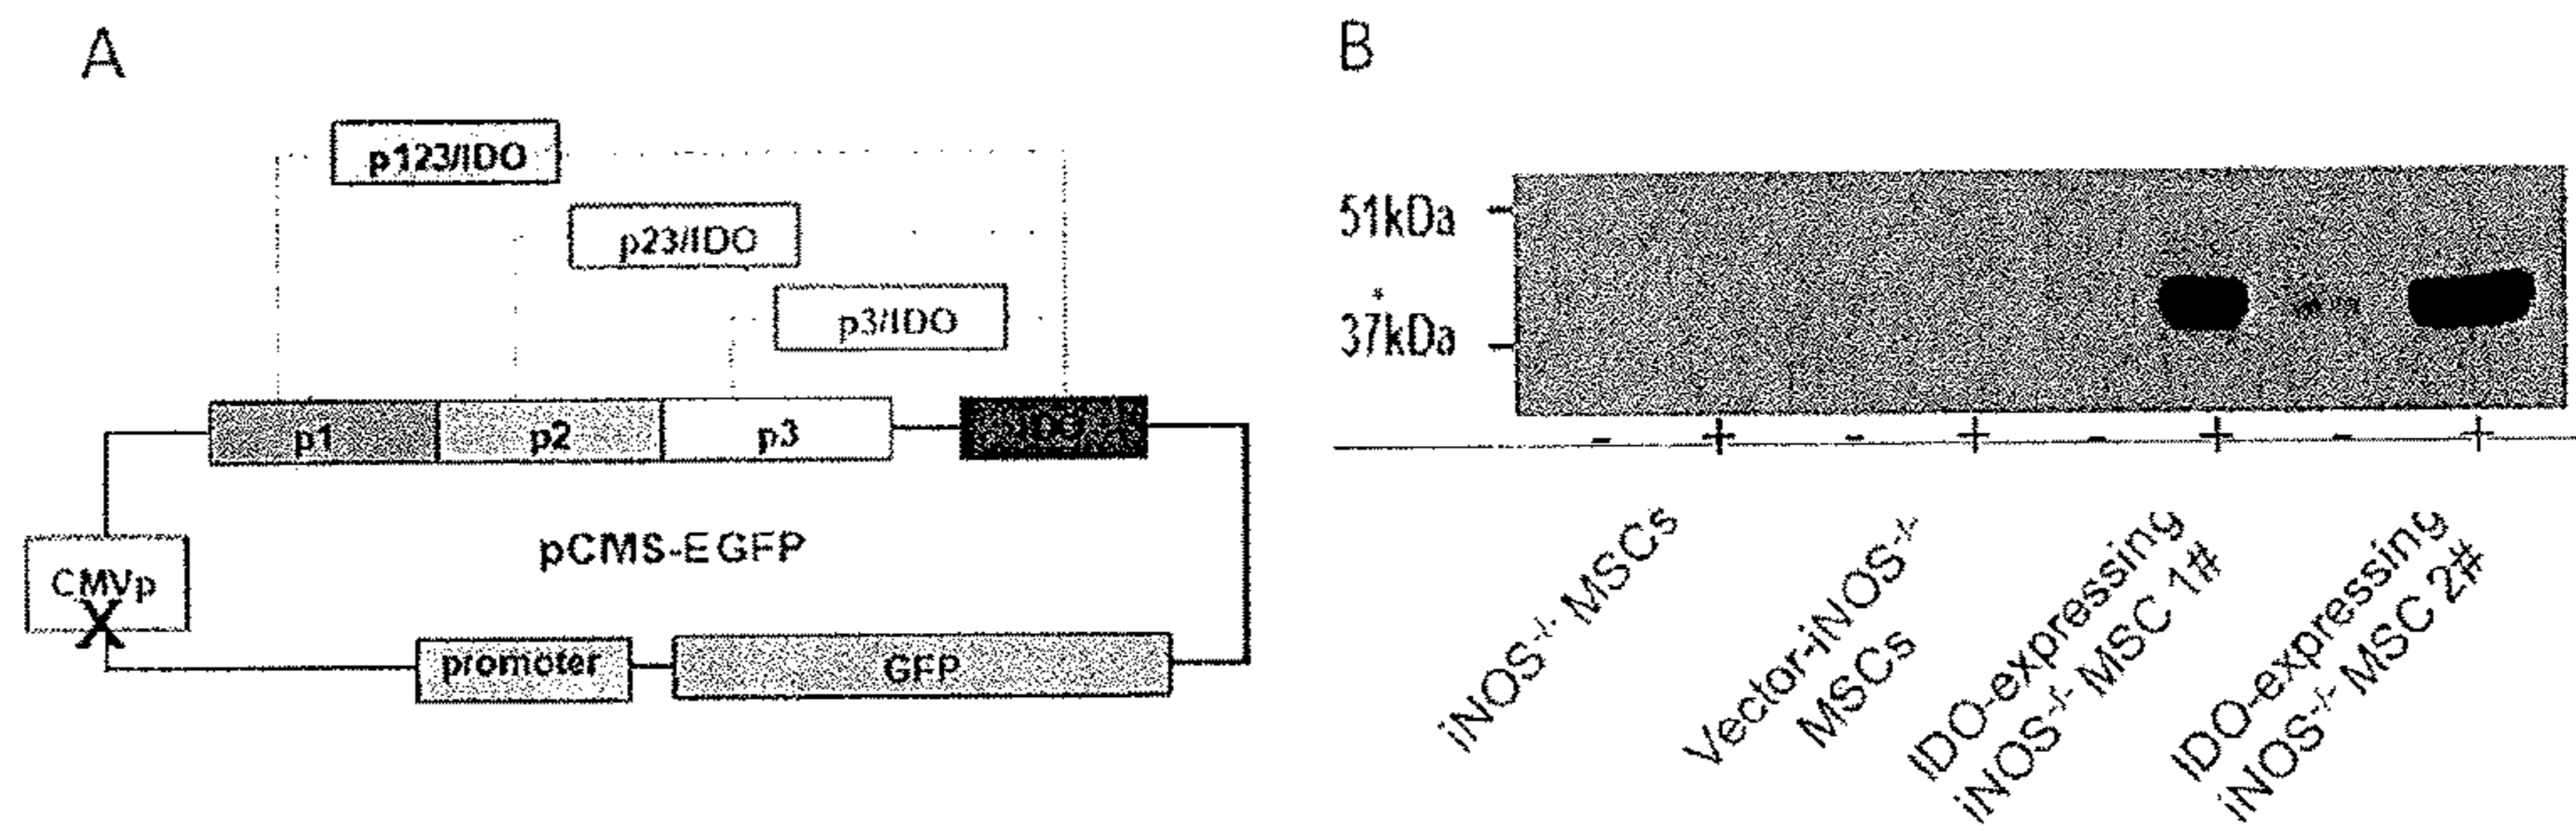 A
B
p123/IDO
p23/IDO
p3/IDO
p1
p2
p3
IDO
CMVp
X
pCMS-EGFP
promoter
GFP
51kDa
*
37kDa
- + - + - + - +
iNOS-/- MSCs
Vector-iNOS-/-
MSCs
IDO-expressing
iNOS-/- MSC 1#
IDO-expressing
iNOS-/- MSC 2#